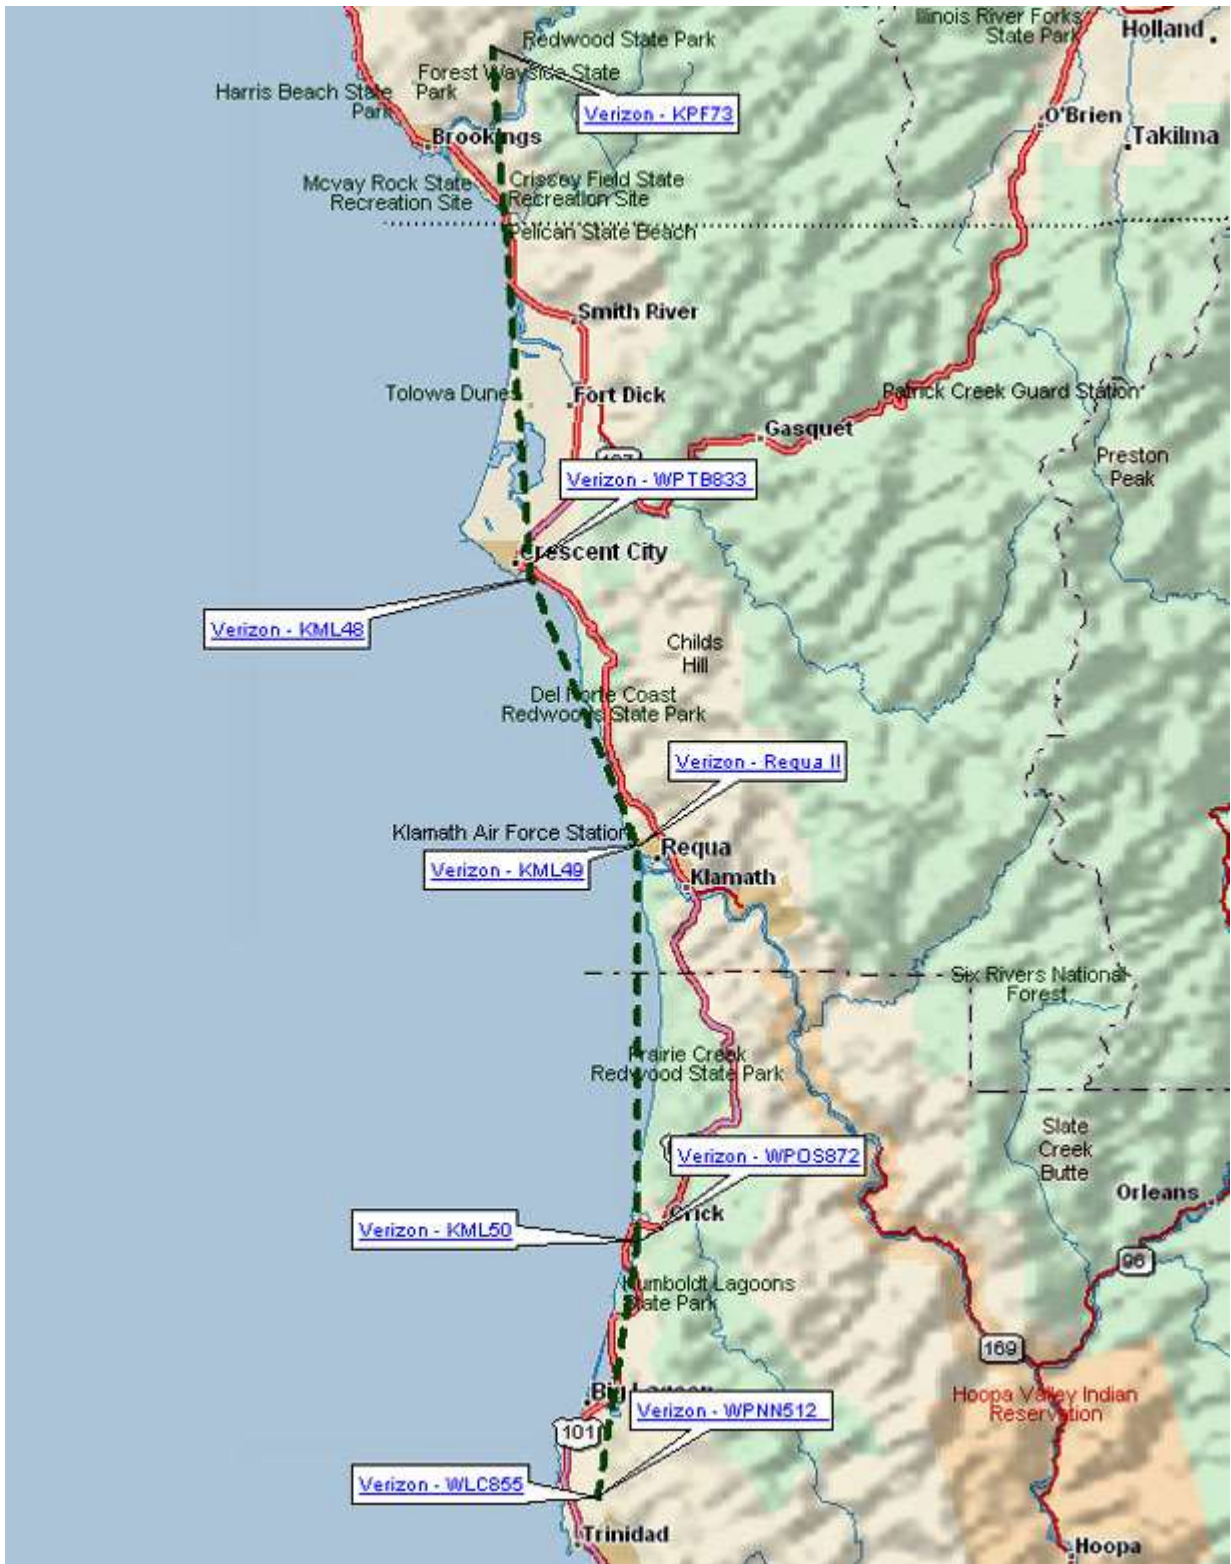 Illinois River Forks
State Park
Holland
Redwood State Park
Forest Wayside State
Park
Harris Beach State
Park
Verizon - KPF73
O'Brien
Brookings
Takilma
Mcvay Rock State
Recreation Site
Crissey Field State
Recreation Site
Pelican State Beach
Smith River
Tolowa Dunes
Fort Dick
Patrick Creek Guard Station
Gasquet
Preston
Peak
Verizon - WPTB833
Crescent City
Verizon - KML48
Childs
Hill
Del Norte Coast
Redwoods State Park
Verizon - Requa II
Klamath Air Force Station
Requa
Verizon - KML49
Klamath
Six Rivers National
Forest
Prairie Creek
Redwood State Park
Slate
Creek
Butte
Verizon - WPOS872
Orleans
Orick
Verizon - KML50
96
Humboldt Lagoons
State Park
169
Big Lagoon
Hoopa Valley Indian
Reservation
Verizon - WPNN512
101
Verizon - WLC855
Trinidad
Hoopa